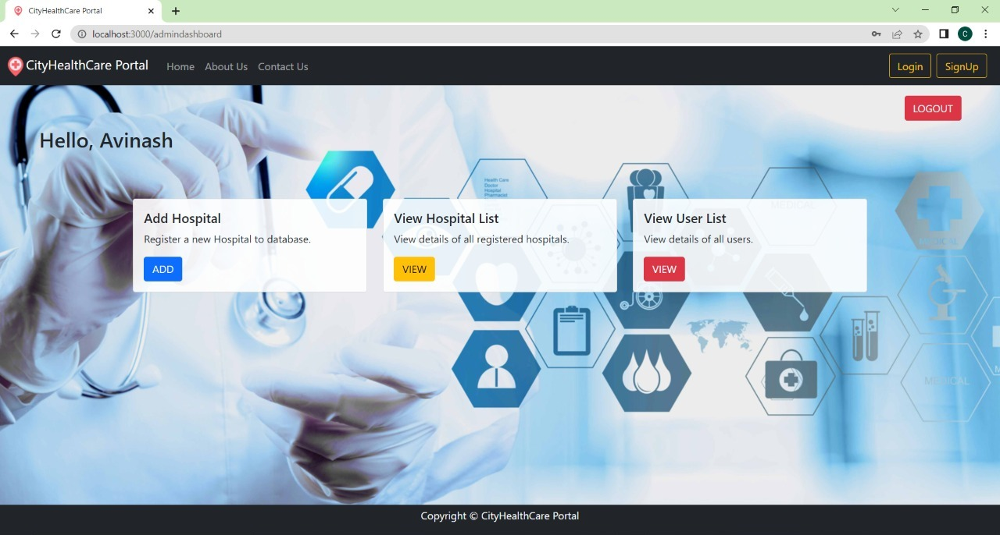 CityHealthCare Portal
localhost:3000/admindashboard
C
CityHealthCare Portal Home About Us Contact Us Login SignUp
LOGOUT
Hello, Avinash
Health Care
Doctor
Hospital
Pharmacist
MEDICAL
Add Hospital
Register a new Hospital to database.
ADD
View Hospital List
View details of all registered hospitals.
VIEW
View User List
View details of all users.
VIEW
MEDICAL
MEDICAL
Copyright © CityHealthCare Portal